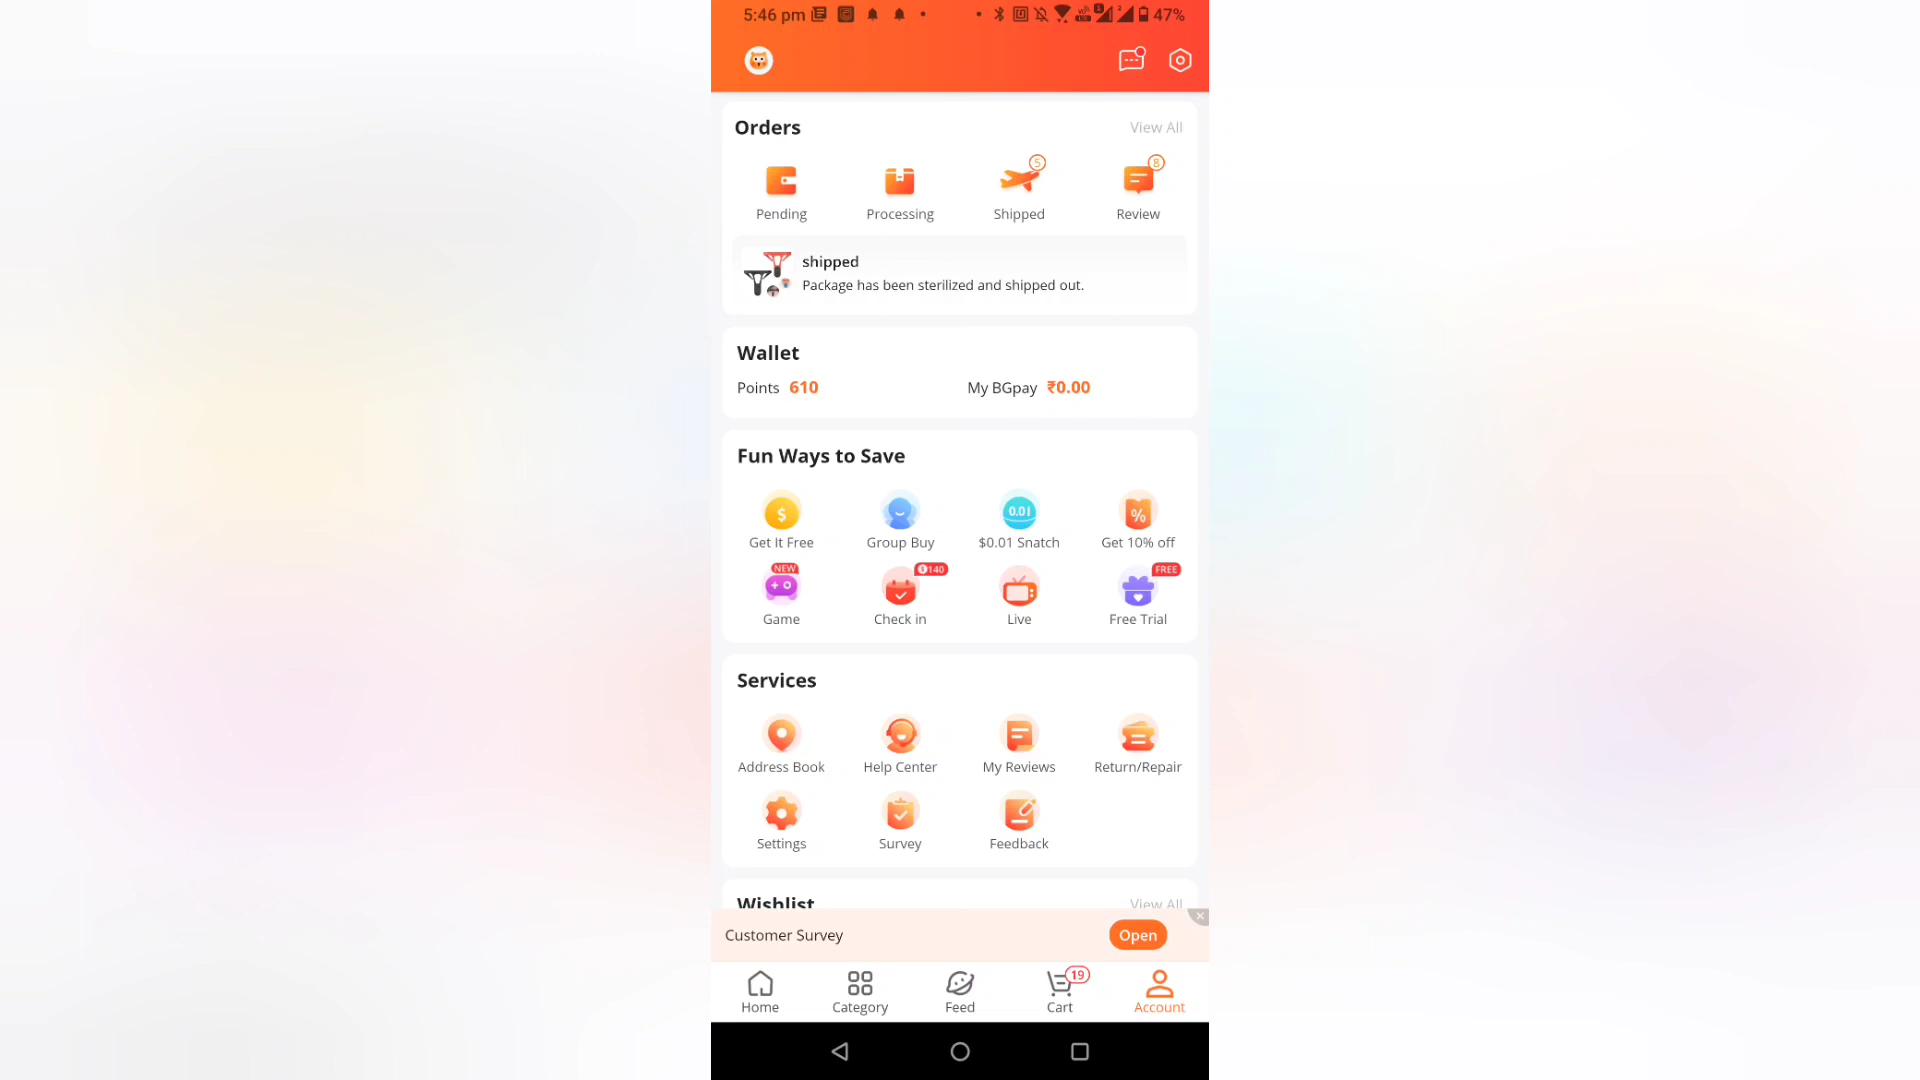 5:46 pm
47%
Orders
View All
5
8
Pending
Processing
Shipped
Review
shipped
Package has been sterilized and shipped out.
Wallet
Points 610
My BGpay ₹0.00
Fun Ways to Save
$
0.01
%
Get It Free
Group Buy
$0.01 Snatch
Get 10% off
NEW
140
FREE
Game
Check in
Live
Free Trial
Services
Address Book
Help Center
My Reviews
Return/Repair
Settings
Survey
Feedback
Wishlist
View All
Customer Survey
Open
19
Home
Category
Feed
Cart
Account